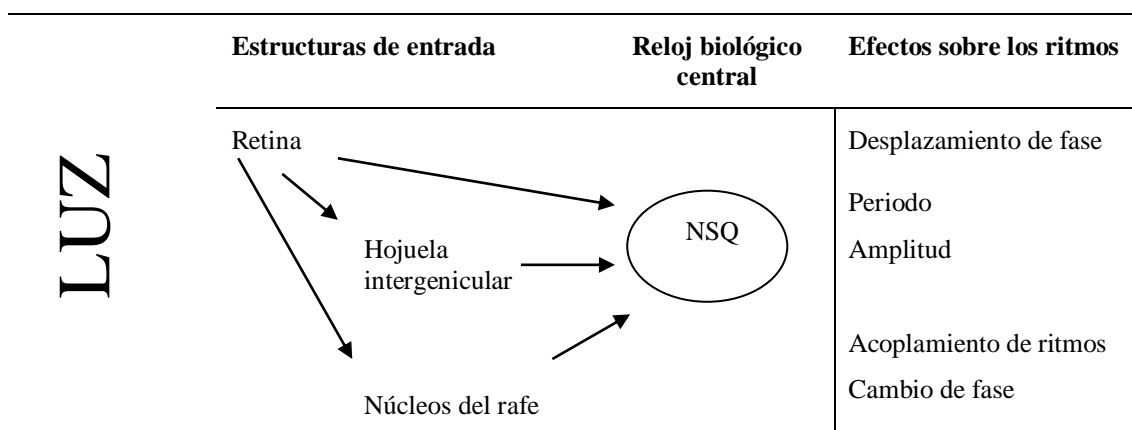 LUZ
Estructuras de entrada
Reloj biológico
central
Efectos sobre los ritmos
Retina
Hojuela
intergenicular
Núcleos del rafe
NSQ
Desplazamiento de fase
Periodo
Amplitud
Acoplamiento de ritmos
Cambio de fase